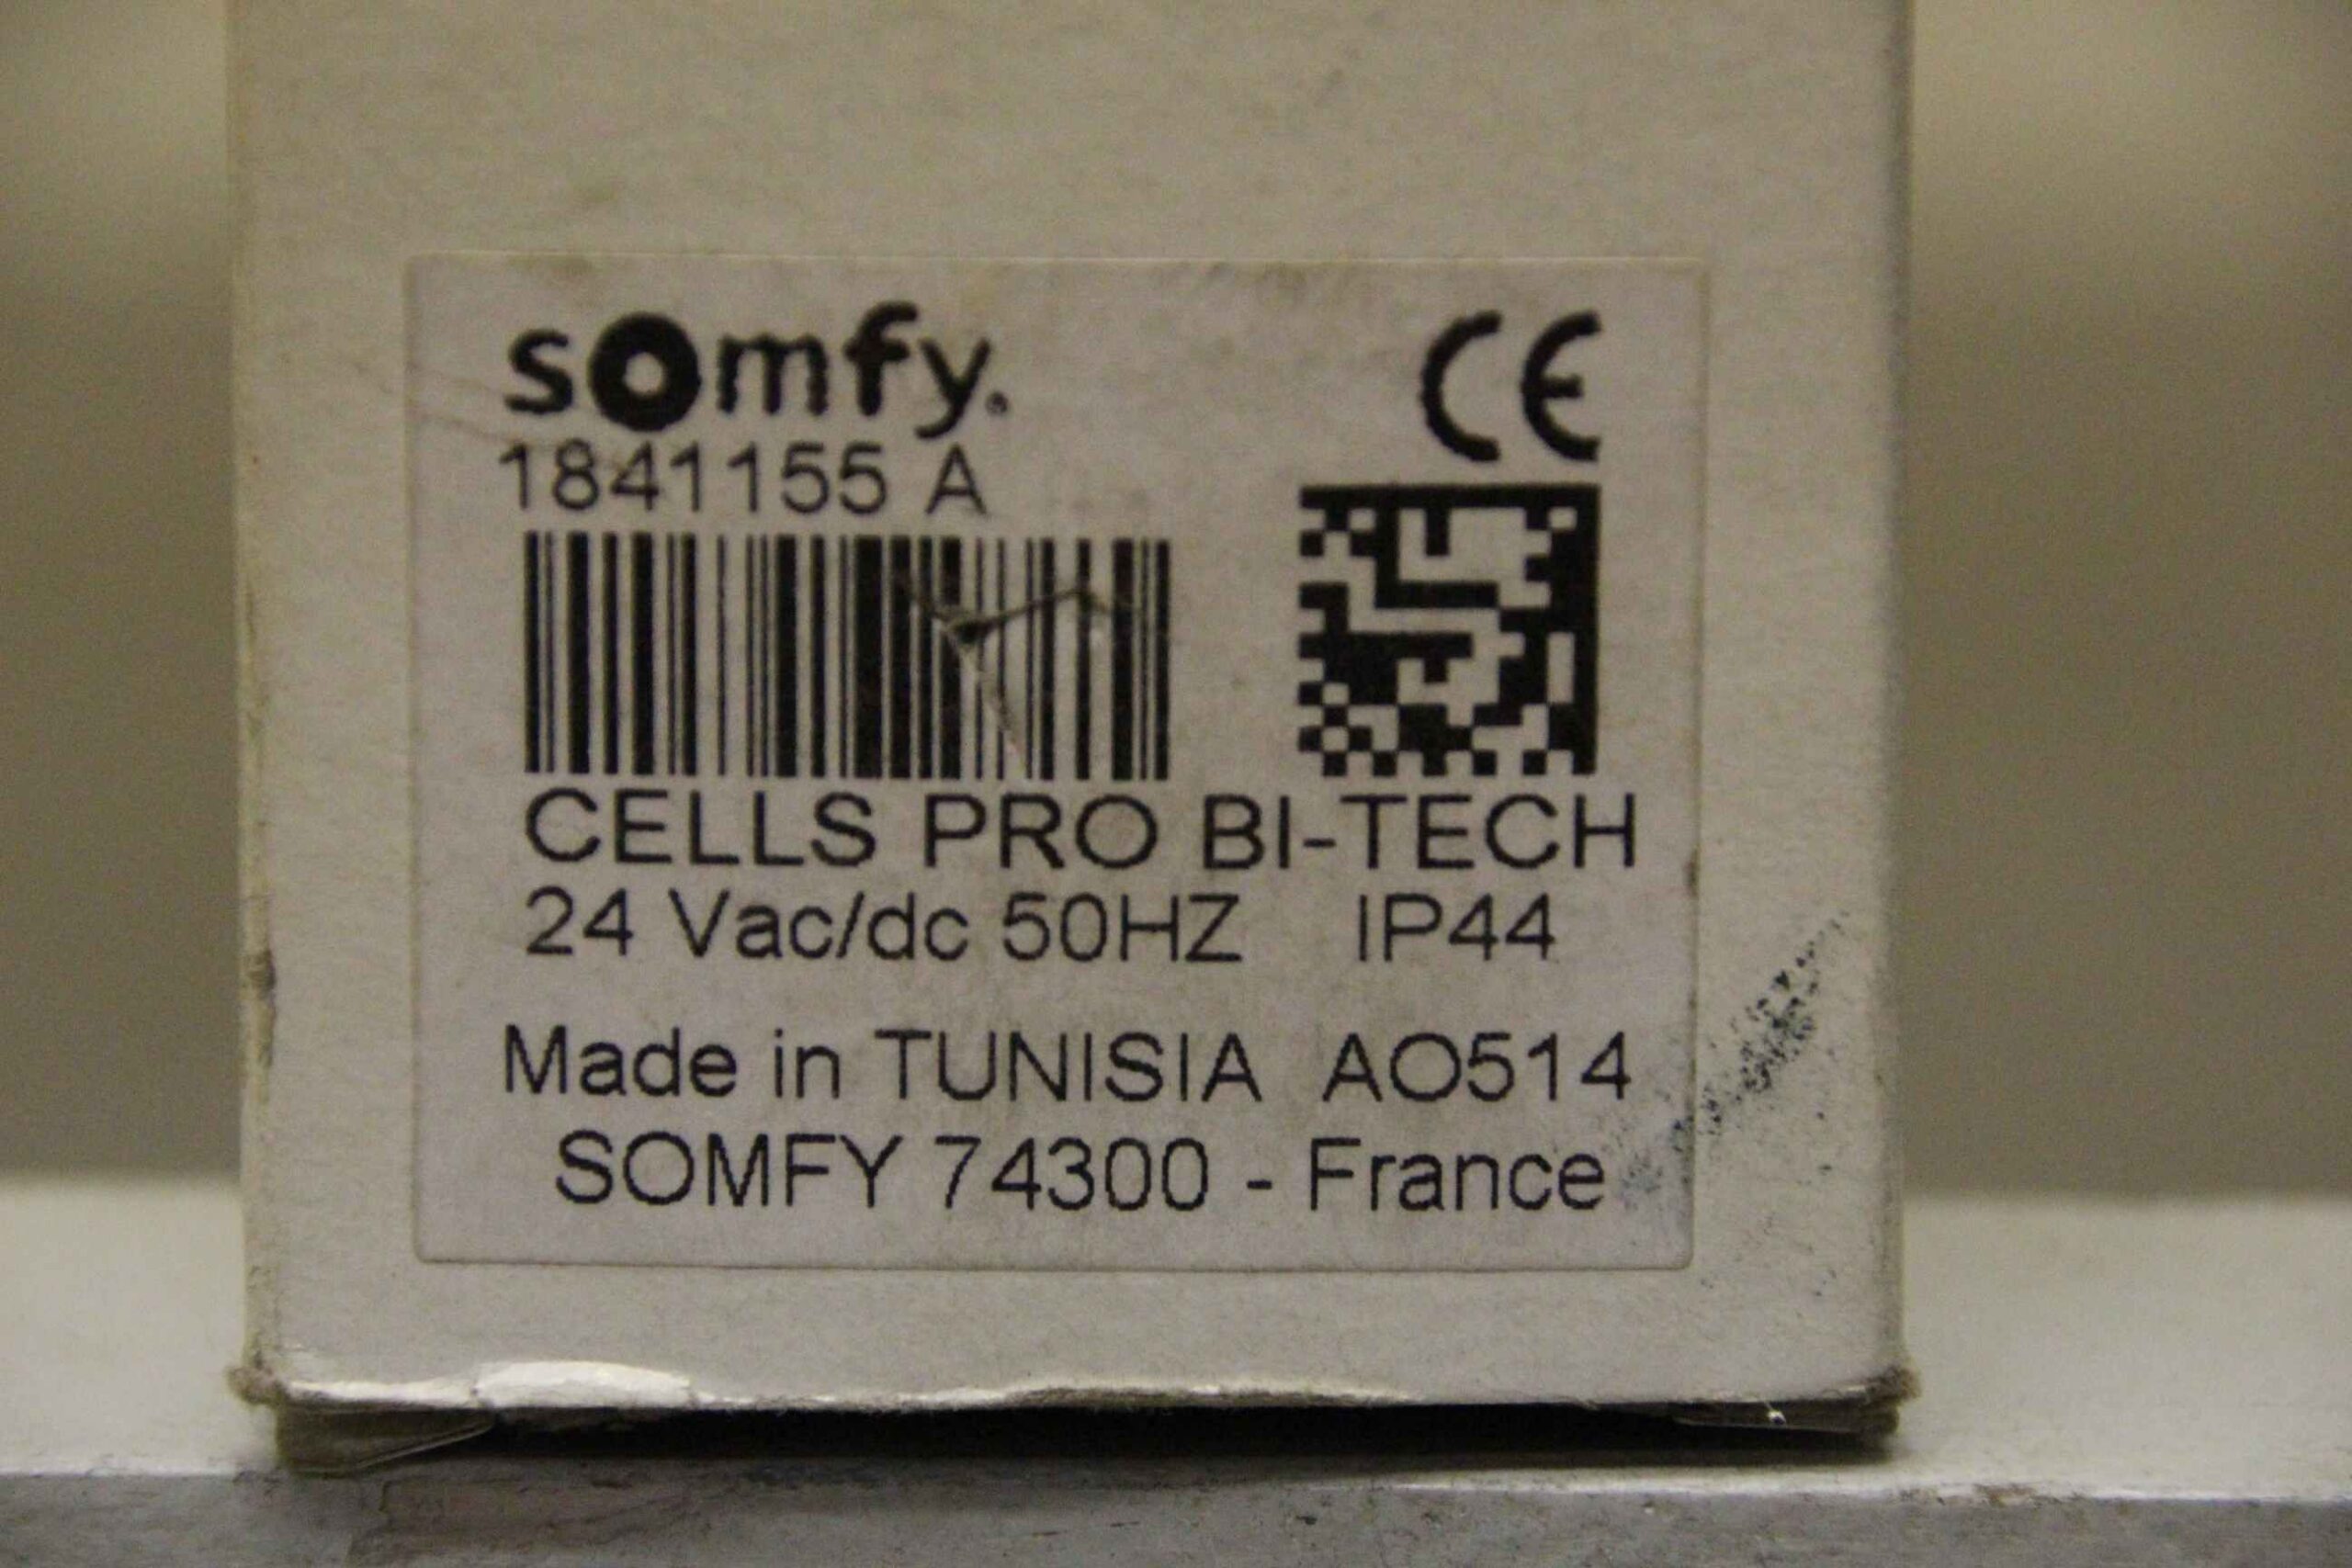 somfy.
CE
1841155 A
CELLS PRO BI-TECH
24 Vac/dc 50HZ IP44
Made in TUNISIA AO514
SOMFY 74300 - France